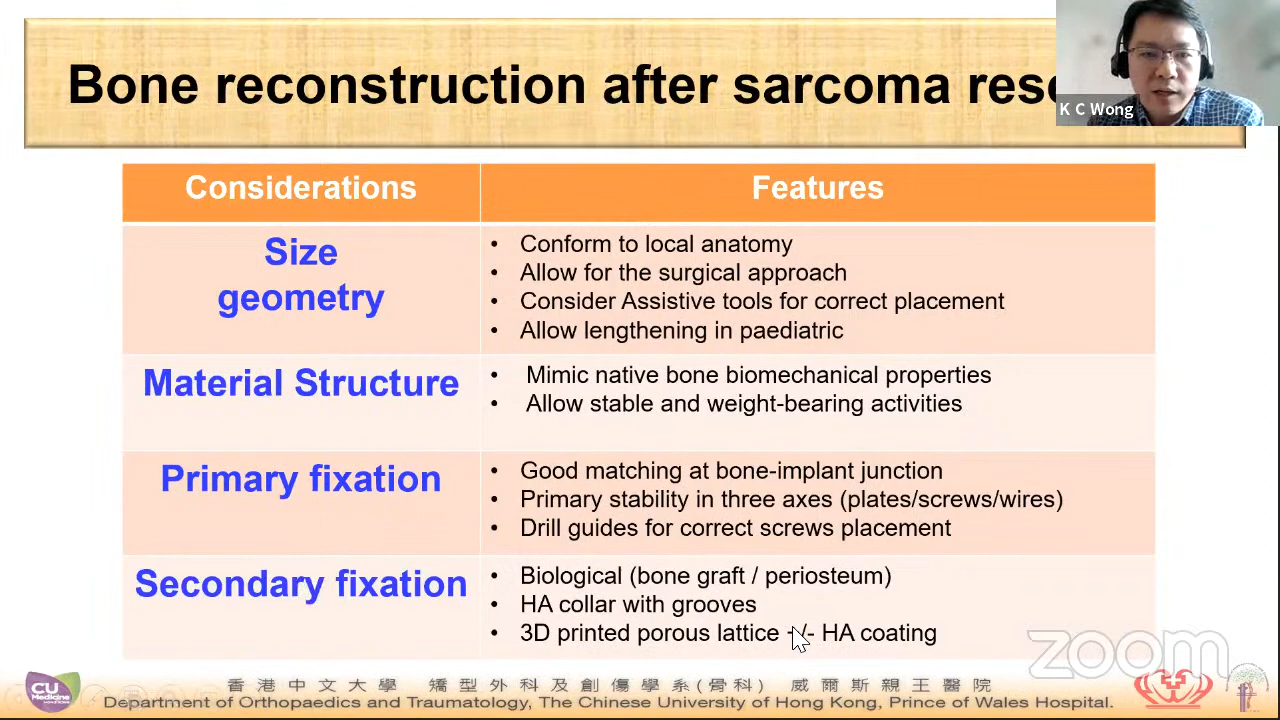 Bone reconstruction after sarcoma rese
K C Wong
Considerations
Features
Size
geometry
• Conform to local anatomy
• Allow for the surgical approach
• Consider Assistive tools for correct placement
• Allow lengthening in paediatric
Material Structure
• Mimic native bone biomechanical properties
• Allow stable and weight-bearing activities
Primary fixation
• Good matching at bone-implant junction
• Primary stability in three axes (plates/screws/wires)
• Drill guides for correct screws placement
Secondary fixation
• Biological (bone graft / periosteum)
• HA collar with grooves
• 3D printed porous lattice +/- HA coating
zoom
CU
Medicine
HONG KONG
香港中文大學 矯型外科及創傷學系(骨科) 威爾斯親王醫院
Department of Orthopaedics and Traumatology, The Chinese University of Hong Kong, Prince of Wales Hospital.